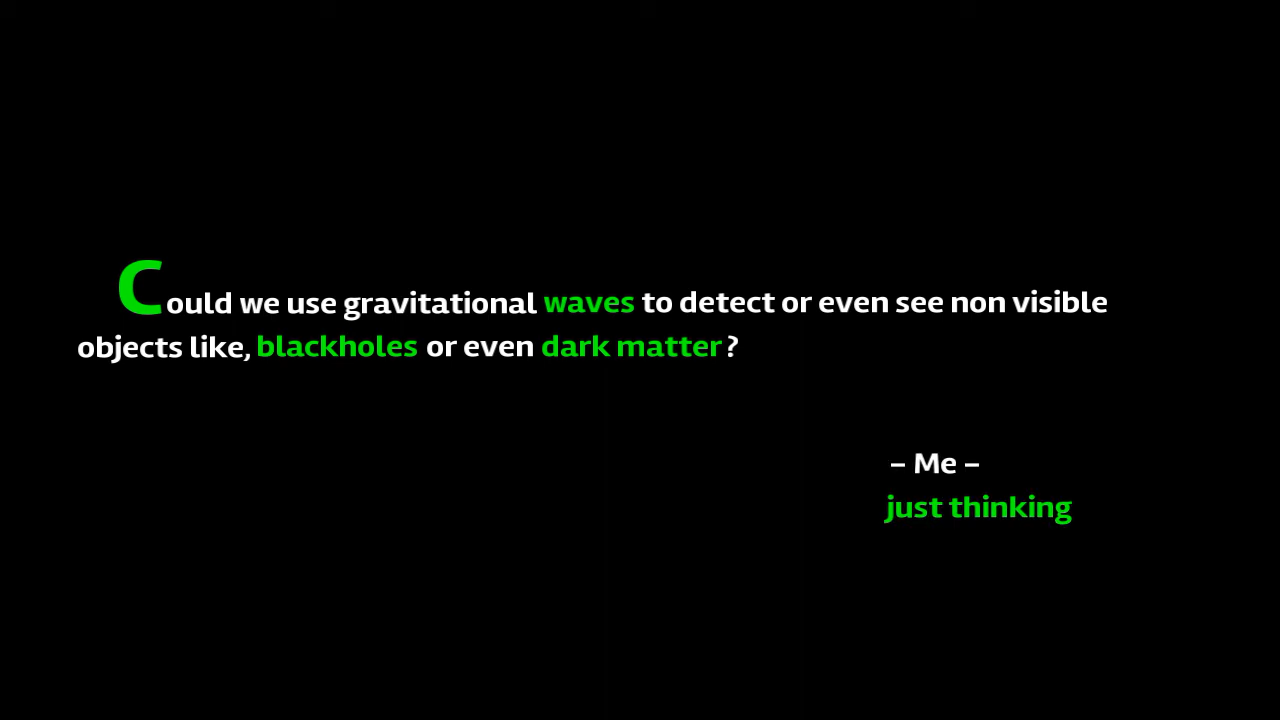 Could we use gravitational waves to detect or even see non visible
objects like, blackholes or even dark matter ?
– Me –
just thinking